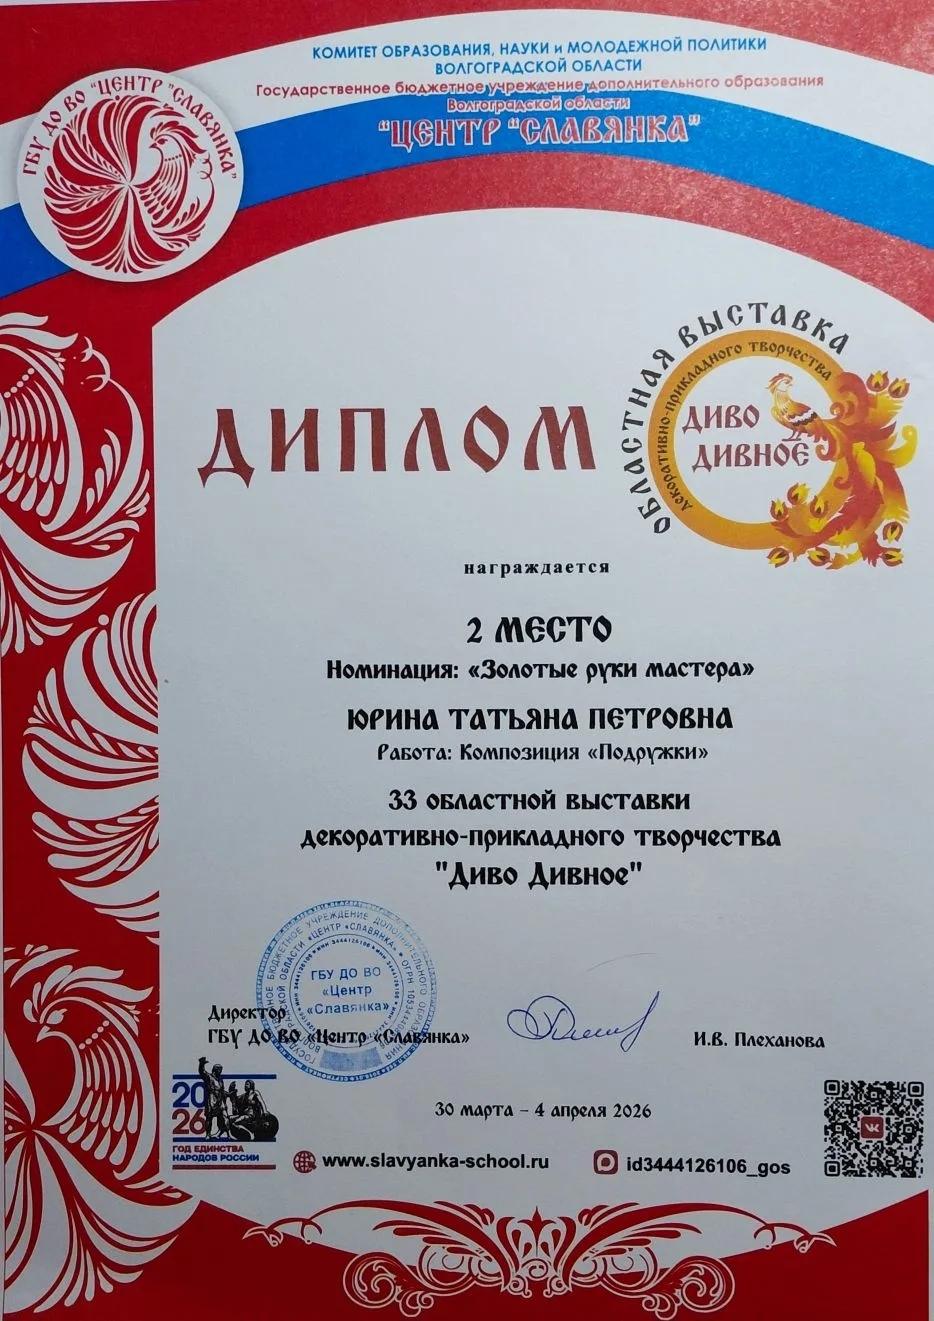 КОМИТЕТ ОБРАЗОВАНИЯ, НАУКИ и МОЛОДЕЖНОЙ ПОЛИТИКИ
ВОЛГОГРАДСКОЙ ОБЛАСТИ
Государственное бюджетное учреждение дополнительного образования
Волгоградской области
"ЦЕНТР "СЛАВЯНКА"
ГБУ ДО ВО "ЦЕНТР "СЛАВЯНКА"
ОБЛАСТНАЯ ВЫСТАВКА
декоративно-прикладного творчества
ДИВО
ДИВНОЕ
ДИПЛОМ
награждается
2 МЕСТО
Номинация: «Золотые руки мастера»
ЮРИНА ТАТЬЯНА ПЕТРОВНА
Работа: Композиция «Подружки»
33 областной выставки
декоративно-прикладного творчества
"Диво Дивное"
ГБУ ДО ВО
«Центр
«Славянка»
Директор
ГБУ ДО ВО «Центр «Славянка»
И.В. Плеханова
30 марта – 4 апреля 2026
2026
ГОД ЕДИНСТВА
НАРОДОВ РОССИИ
www.slavyanka-school.ru
id3444126106_gos